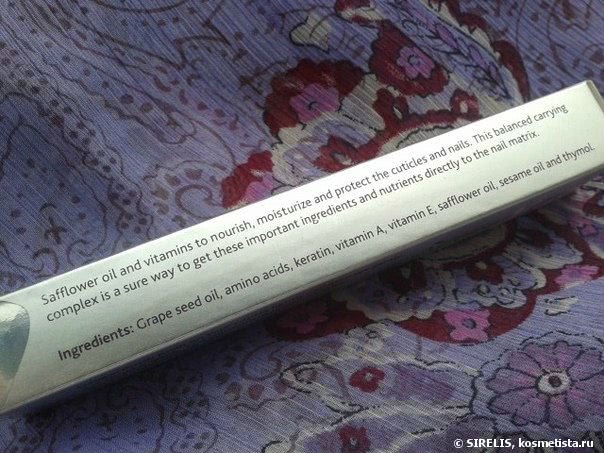 Safflower oil and vitamins to nourish, moisturize and protect the cuticles and nails. This balanced carrying
complex is a sure way to get these important ingredients and nutrients directly to the nail matrix.
Ingredients: Grape seed oil, amino acids, keratin, vitamin A, vitamin E, safflower oil, sesame oil and thymol.
© SIRELIS, kosmetista.ru